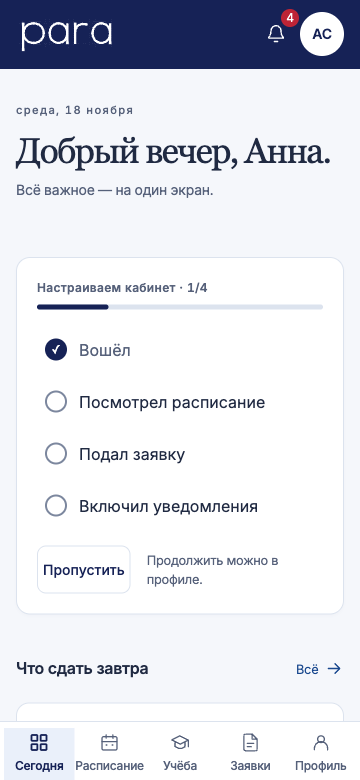 para
4
АС
среда, 18 ноября
Добрый вечер, Анна.
Всё важное — на один экран.
Настраиваем кабинет · 1/4
Вошёл
Посмотрел расписание
Подал заявку
Включил уведомления
Пропустить
Продолжить можно в
профиле.
Что сдать завтра
Всё →
Сегодня
Расписание
Учёба
Заявки
Профиль